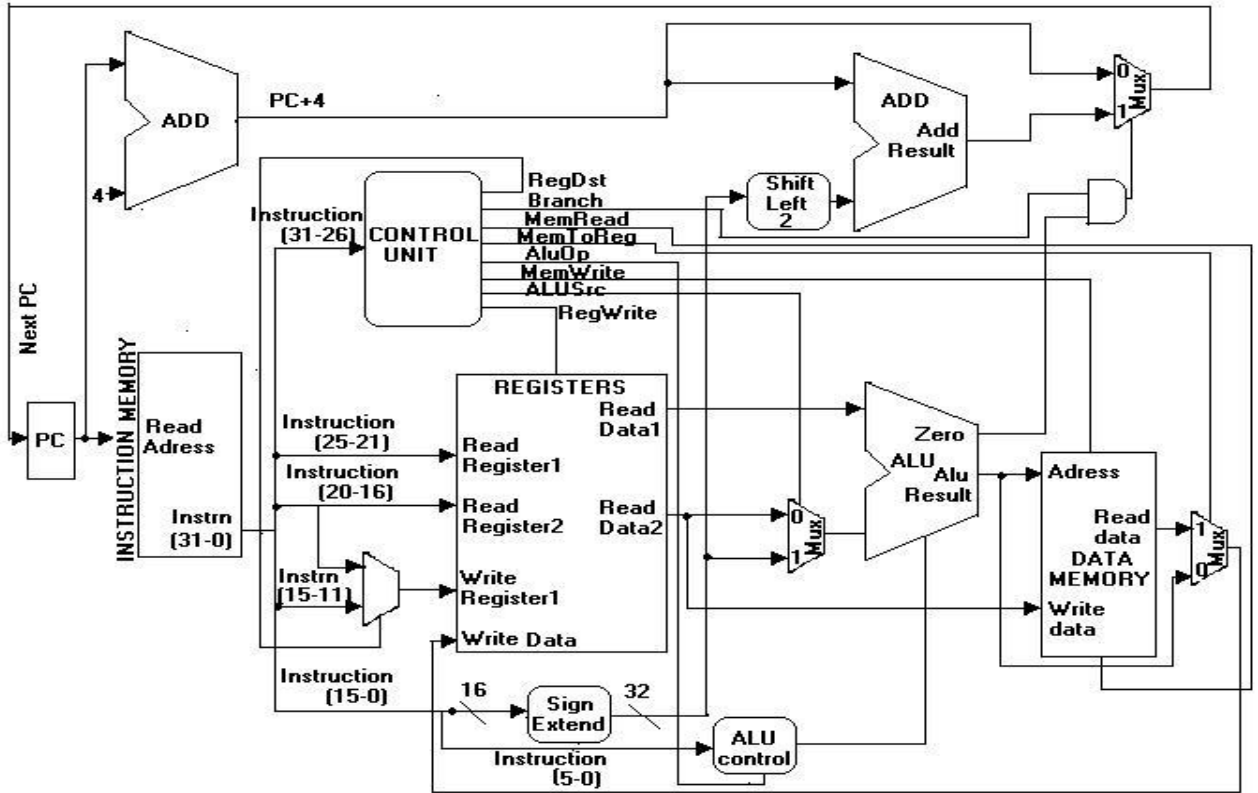 ADD
PC+4
4
ADD
Add
Result
0
1
Mux
Shift
Left
2
Instruction
(31-26)
CONTROL
UNIT
RegDst
Branch
MemRead
MemToReg
AluOp
MemWrite
ALUSrc
RegWrite
Next PC
PC
INSTRUCTION MEMORY
Read
Adress
Instrn
(31-0)
Instruction
(25-21)
Instruction
(20-16)
Instrn
(15-11)
Instruction
(15-0)
REGISTERS
Read
Data1
Read
Register1
Read
Register2
Read
Data2
Write
Register1
Write Data
0
1
Mux
Zero
ALU
Alu
Result
Adress
Read
data
DATA
MEMORY
Write
data
1
0
Mux
16
Sign
Extend
32
Instruction
(5-0)
ALU
control